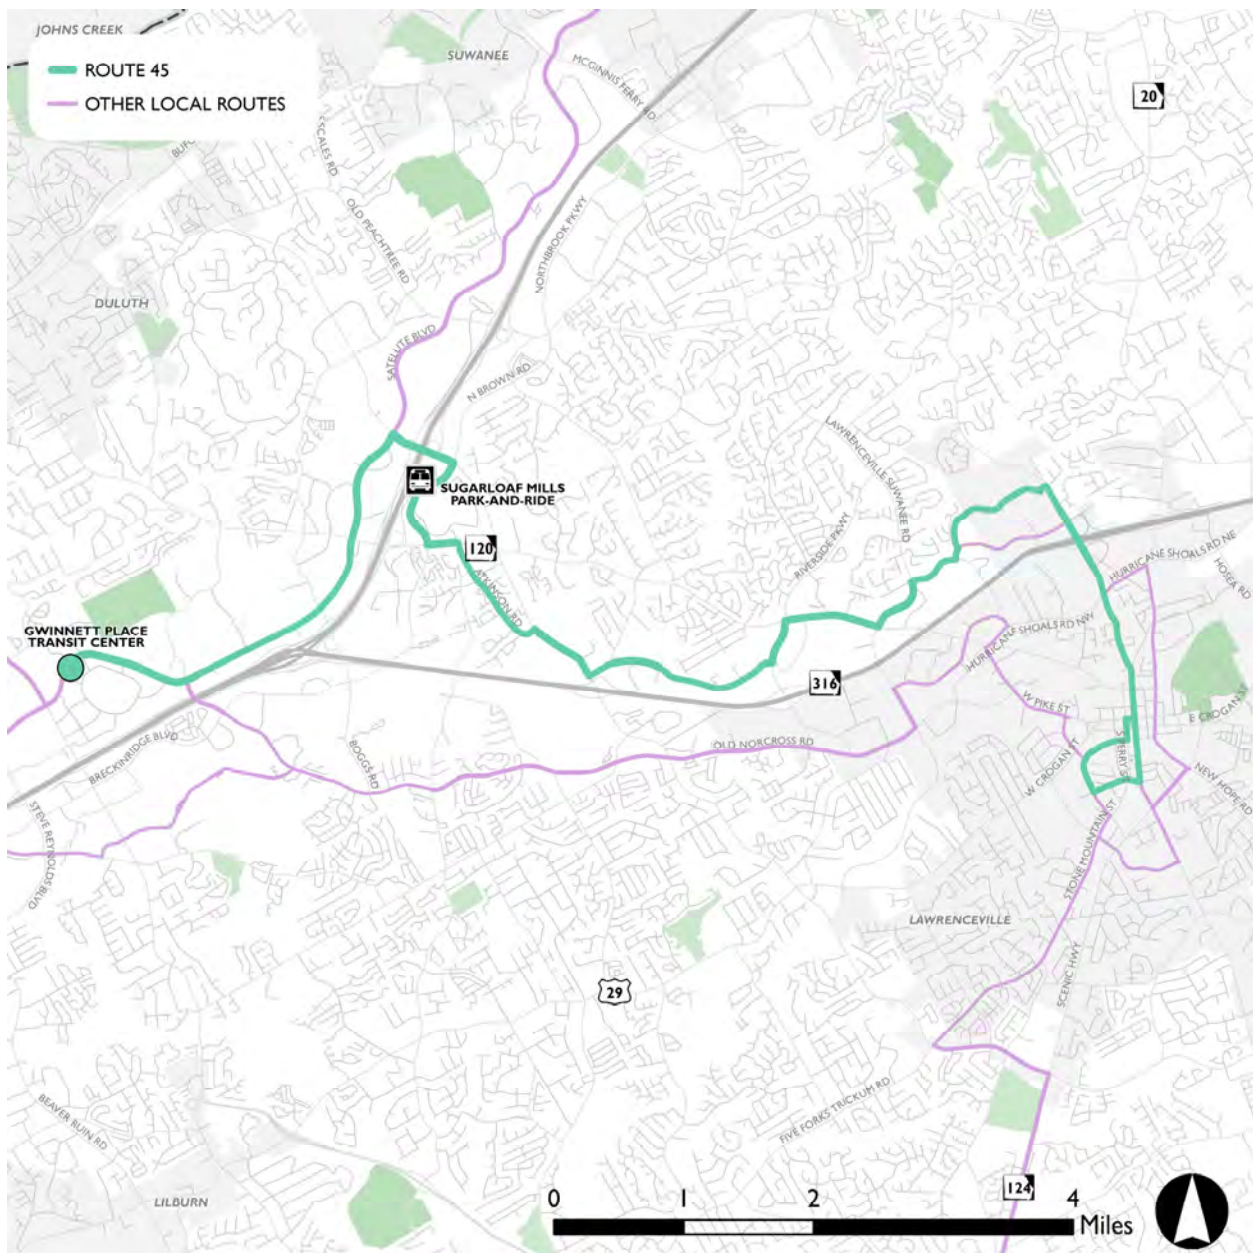 JOHNS CREEK
ROUTE 45
OTHER LOCAL ROUTES
SUWANEE
MCGINNIS FERRY RD
20
OLD PEACHTREE RD
NORTHBROOK PKWY
DULUTH
SATELLITE BLVD
N BROWN RD
LAWRENCEVILLE SUWANEE RD
SUGARLOAF MILLS
PARK-AND-RIDE
120
ATKINSON RD
RIVERSIDE PKWY
HURRICANE SHOALS RD NE
HOSEA RD
GWINNETT PLACE
TRANSIT CENTER
HURRICANE SHOALS RD NW
316
W PIKE ST
E CROGAN ST
OLD NORCROSS RD
S PERRY ST
BRECKINRIDGE BLVD
BOGGS RD
W CROGAN ST
NEW HOPE RD
STEVE REYNOLDS BLVD
STONE MOUNTAIN ST
LAWRENCEVILLE
SCENIC HWY
29
FIVE FORKS TRICKUM RD
BEAVER RUIN RD
LILBURN
124
0 1 2 4
Miles